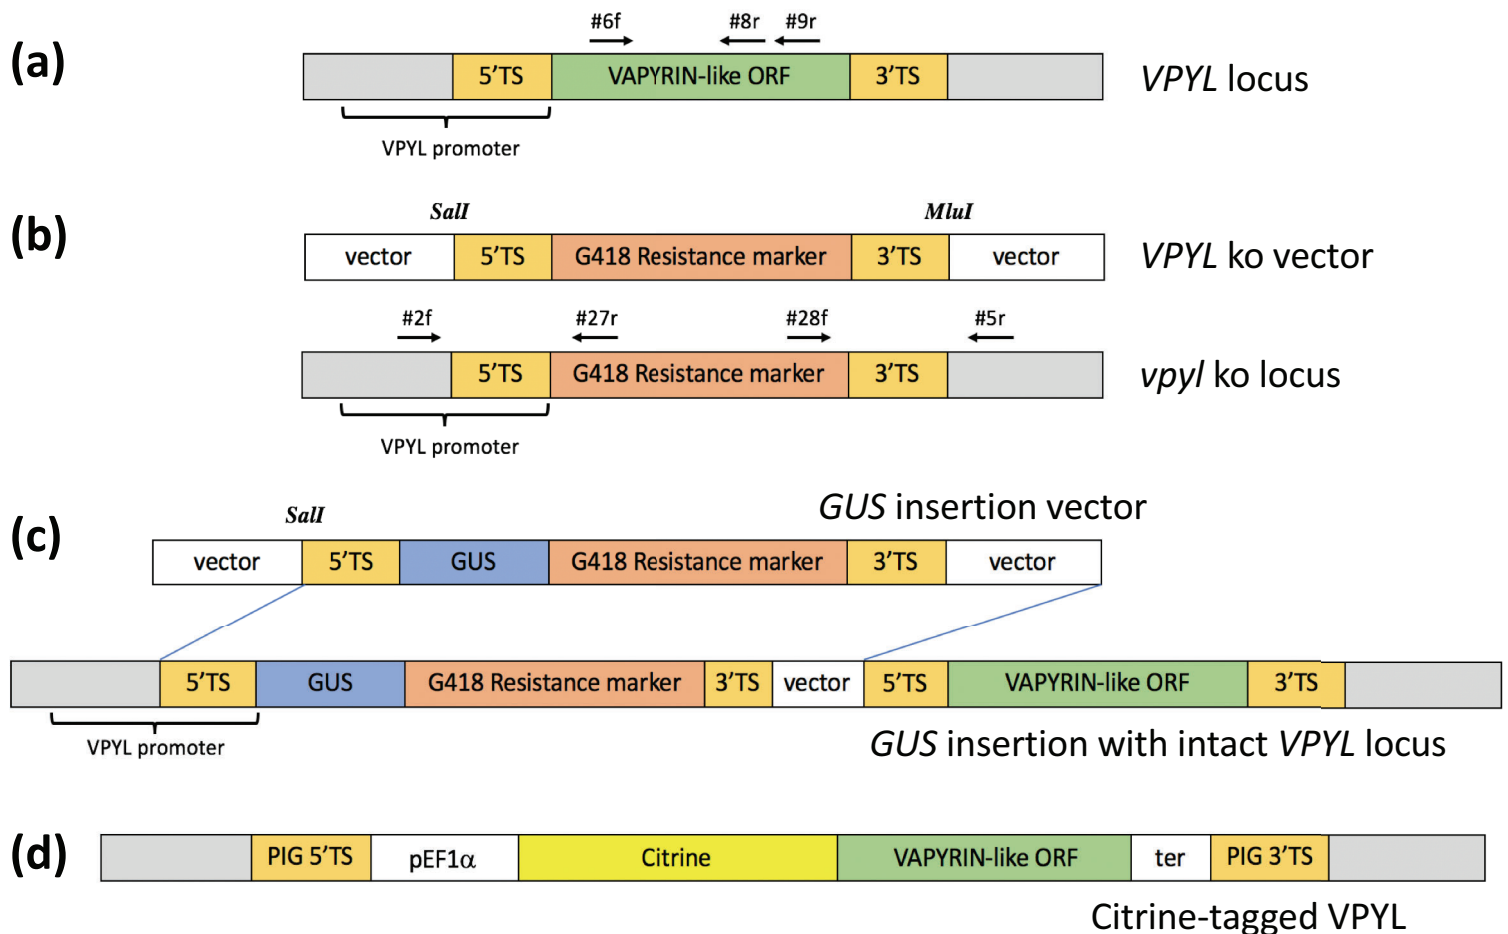 (a)
#6f #8r #9r
5'TS VAPYRIN-like ORF 3'TS
VPYL locus
VPYL promoter
(b)
SalI MluI
vector 5'TS G418 Resistance marker 3'TS vector
VPYL ko vector
#2f #27r #28f #5r
5'TS G418 Resistance marker 3'TS
vpyl ko locus
VPYL promoter
(c)
GUS insertion vector
SalI
vector 5'TS GUS G418 Resistance marker 3'TS vector
5'TS GUS G418 Resistance marker 3'TS vector 5'TS VAPYRIN-like ORF 3'TS
VPYL promoter
GUS insertion with intact VPYL locus
(d)
PIG 5'TS pEF1α Citrine VAPYRIN-like ORF ter PIG 3'TS
Citrine-tagged VPYL